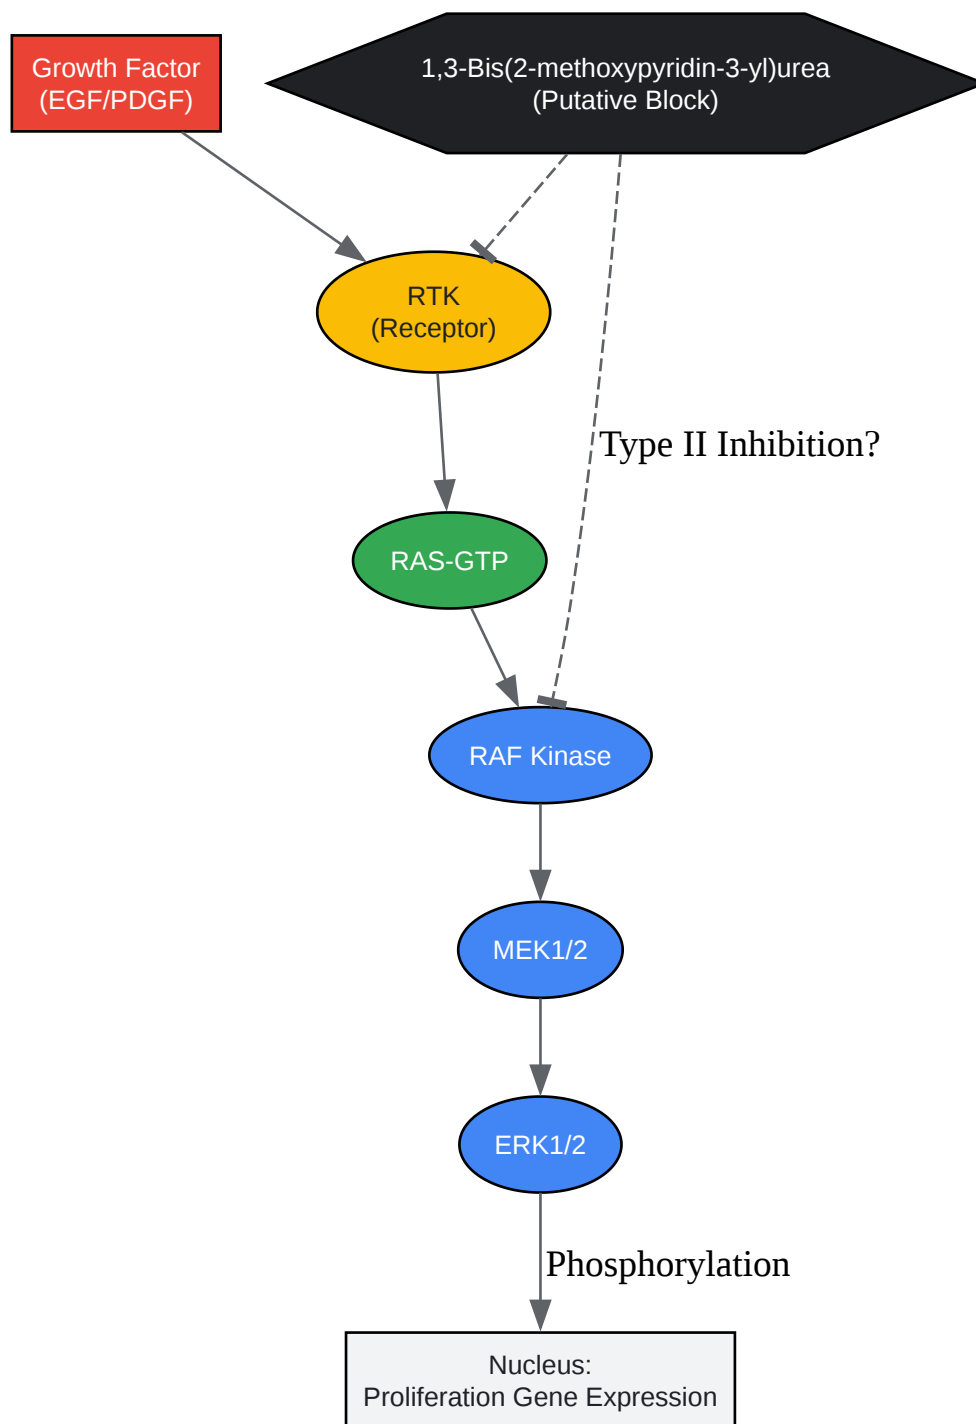 Growth Factor
(EGF/PDGF)
1,3-Bis(2-methoxypyridin-3-yl)urea
(Putative Block)
RTK
(Receptor)
Type II Inhibition?
RAS-GTP
RAF Kinase
MEK1/2
ERK1/2
Phosphorylation
Nucleus:
Proliferation Gene Expression